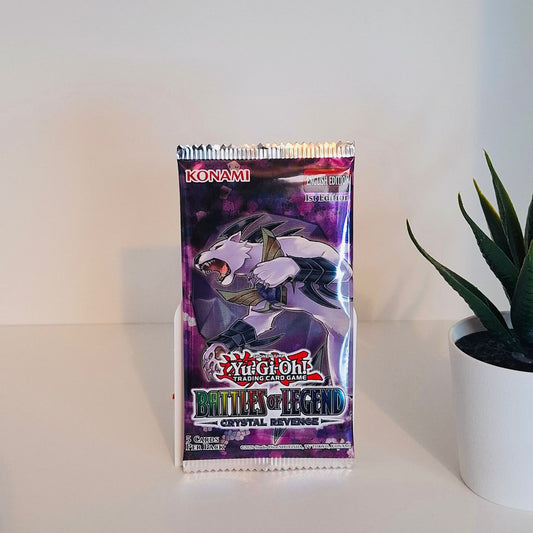 KONAMI
ENGLISH EDITION
1st Edition
Yu-Gi-Oh!
TRADING CARD GAME
BATTLES OF LEGEND
CRYSTAL REVENGE
5 CARDS
PER PACK